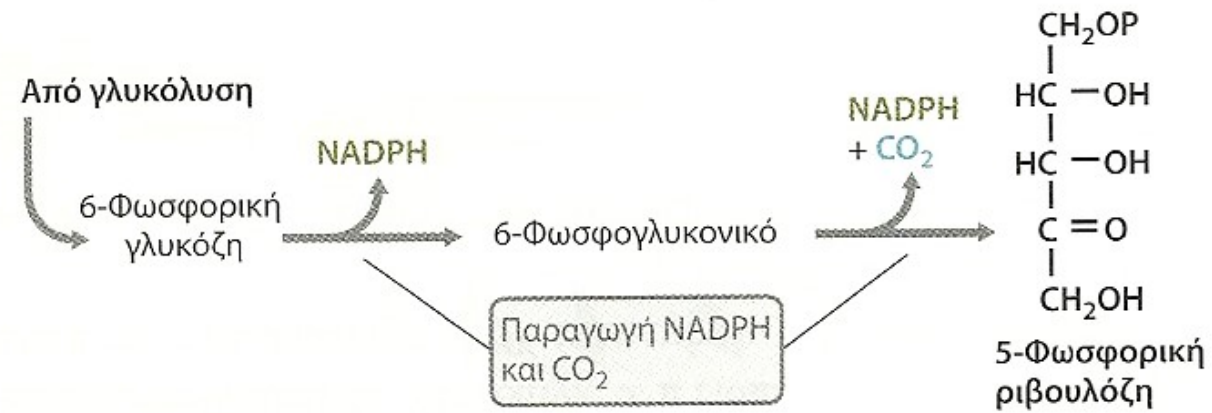 Από γλυκόλυση
6-Φωσφορική
γλυκόζη
NADPH
6-Φωσφογλυκονικό
NADPH
+ CO₂
Παραγωγή NADPH
και CO₂
CH₂OP
HC — OH
HC — OH
C = O
CH₂OH
5-Φωσφορική
ριβουλόζη